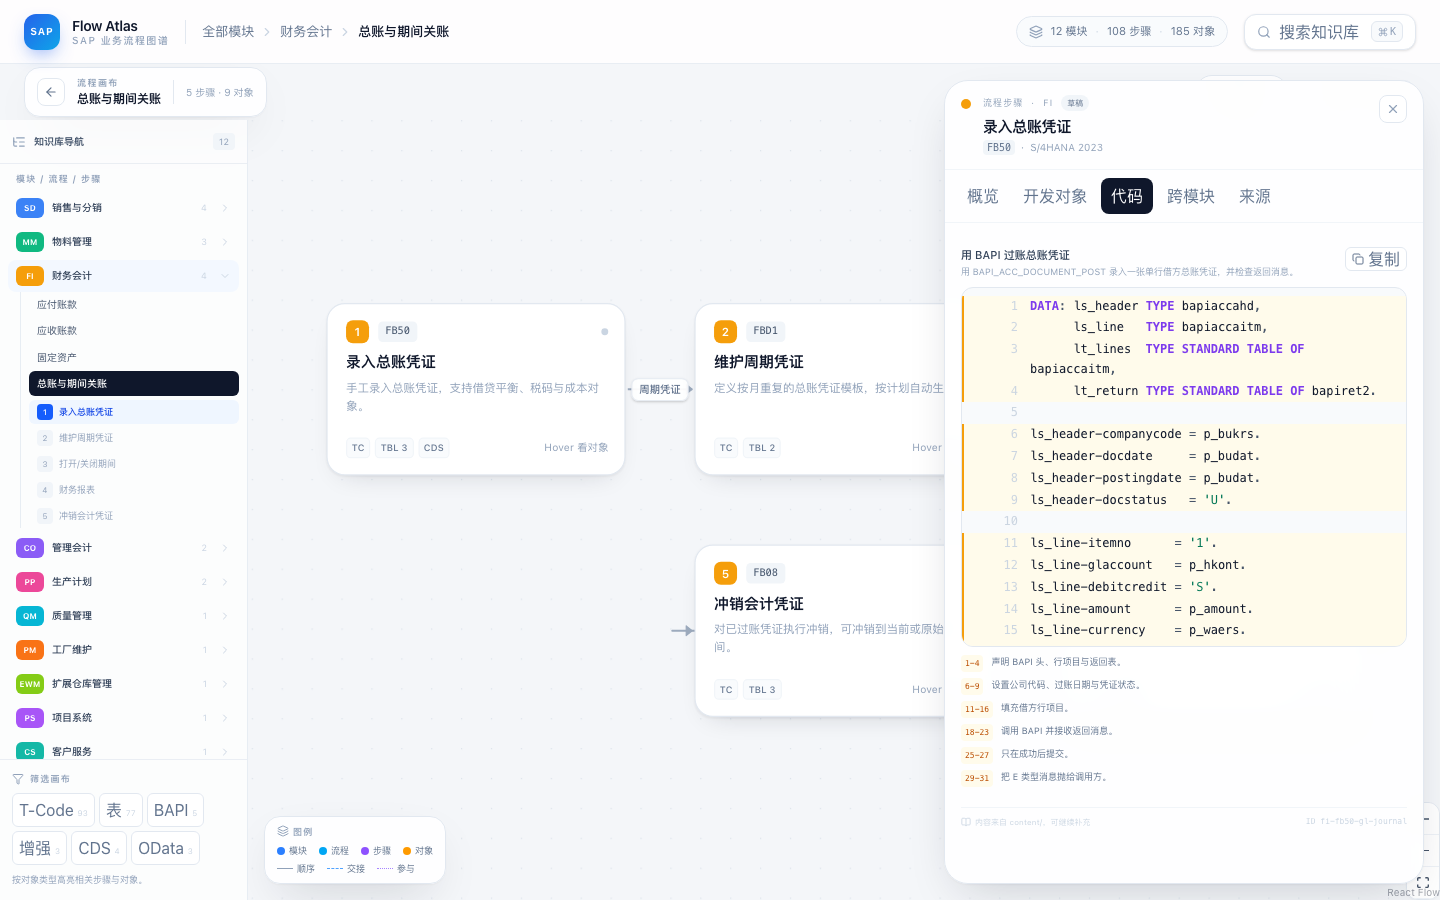 SAP
Flow Atlas
SAP 业务流程图谱
全部模块
财务会计
总账与期间关账
12 模块 · 108 步骤 · 185 对象
搜索知识库
⌘K
流程画布
总账与期间关账
5 步骤 · 9 对象
知识库导航
12
模块 / 流程 / 步骤
SD 销售与分销 4
MM 物料管理 3
FI 财务会计 4
应付账款
应收账款
固定资产
总账与期间关账
1 录入总账凭证
2 维护周期凭证
3 打开/关闭期间
4 财务报表
5 冲销会计凭证
CO 管理会计 2
PP 生产计划 2
QM 质量管理 1
PM 工厂维护 1
EWM 扩展仓库管理 1
PS 项目系统 1
CS 客户服务 1
筛选画布
T-Code 93
表 77
BAPI 5
增强 3
CDS 4
OData 3
按对象类型高亮相关步骤与对象。
1 FB50
录入总账凭证
手工录入总账凭证，支持借贷平衡、税码与成本对
象。
TC TBL 3 CDS
Hover 看对象
周期凭证
2 FBD1
维护周期凭证
定义按月重复的总账凭证模板，按计划自动生
TC TBL 2
Hover
5 FB08
冲销会计凭证
对已过账凭证执行冲销，可冲销到当前或原始
间。
TC TBL 3
Hover
图例
模块 流程 步骤 对象
顺序 交接 参与
流程步骤 · FI 草稿
录入总账凭证
FB50 · S/4HANA 2023
概览
开发对象
代码
跨模块
来源
用 BAPI 过账总账凭证
用 BAPI_ACC_DOCUMENT_POST 录入一张单行借方总账凭证，并检查返回消息。
复制
1 DATA: ls_header TYPE bapiaccahd,
2 ls_line TYPE bapiaccaitm,
3 lt_lines TYPE STANDARD TABLE OF
bapiaccaitm,
4 lt_return TYPE STANDARD TABLE OF bapiret2.
5
6 ls_header-companycode = p_bukrs.
7 ls_header-docdate = p_budat.
8 ls_header-postingdate = p_budat.
9 ls_header-docstatus = 'U'.
10
11 ls_line-itemno = '1'.
12 ls_line-glaccount = p_hkont.
13 ls_line-debitcredit = 'S'.
14 ls_line-amount = p_amount.
15 ls_line-currency = p_waers.
1-4 声明 BAPI 头、行项目与返回表。
6-9 设置公司代码、过账日期与凭证状态。
11-16 填充借方行项目。
18-23 调用 BAPI 并接收返回消息。
25-27 只在成功后提交。
29-31 把 E 类型消息抛给调用方。
内容来自 content/，可继续补充
ID fi-fb50-gl-journal
React Flow